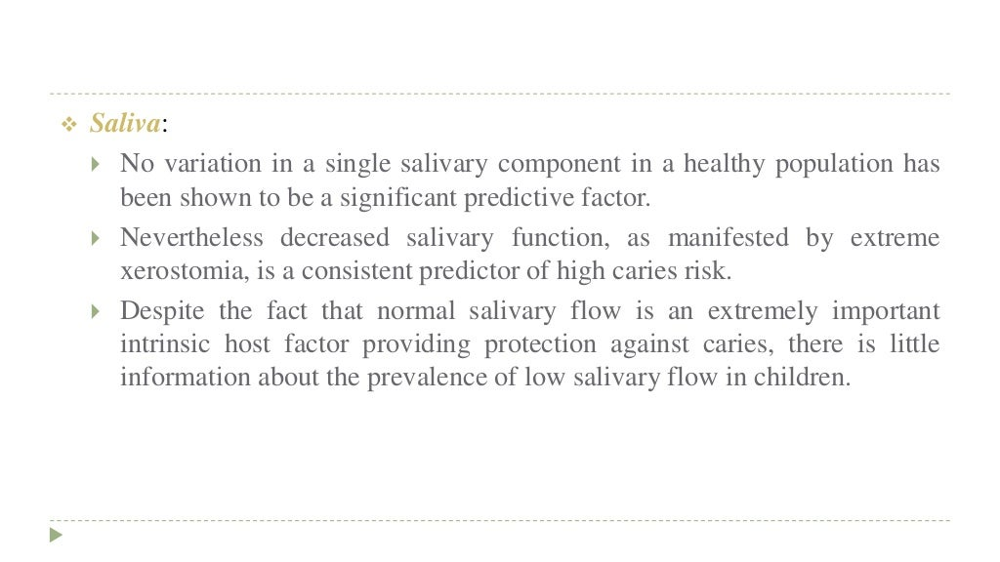 ❖ Saliva:
No variation in a single salivary component in a healthy population has
been shown to be a significant predictive factor.
Nevertheless decreased salivary function, as manifested by extreme
xerostomia, is a consistent predictor of high caries risk.
Despite the fact that normal salivary flow is an extremely important
intrinsic host factor providing protection against caries, there is little
information about the prevalence of low salivary flow in children.